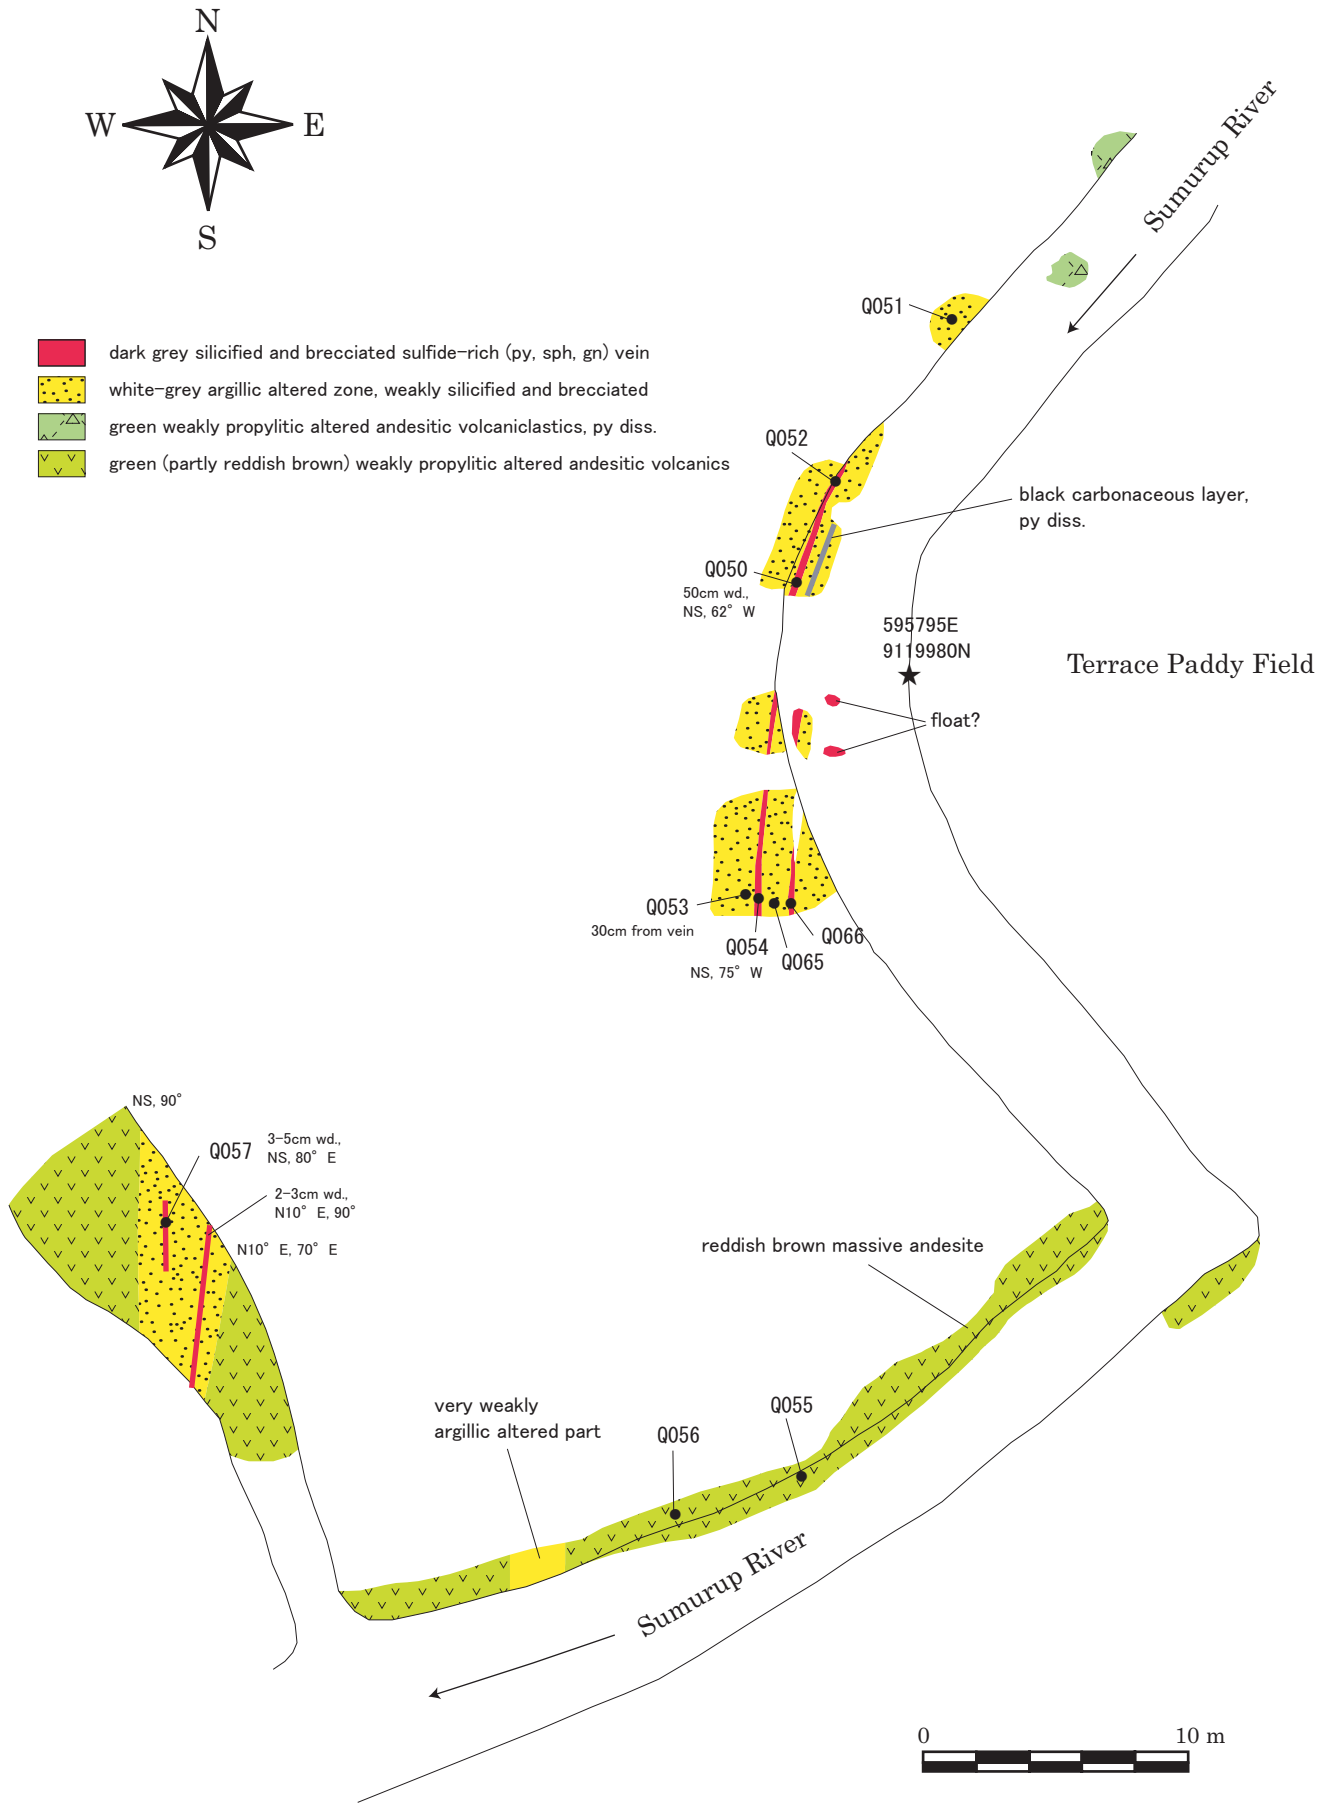 N
W
E
S
Sumurup River
Q051
dark grey silicified and brecciated sulfide-rich (py, sph, gn) vein
white-grey argillic altered zone, weakly silicified and brecciated
green weakly propylitic altered andesitic volcaniclastics, py diss.
green (partly reddish brown) weakly propylitic altered andesitic volcanics
Q052
black carbonaceous layer,
py diss.
Q050
50cm wd.,
NS, 62° W
595795E
9119980N
Terrace Paddy Field
float?
Q053
30cm from vein
Q054
NS, 75° W
Q066
Q065
NS, 90°
Q057
3-5cm wd.,
NS, 80° E
2-3cm wd.,
N10° E, 90°
N10° E, 70° E
reddish brown massive andesite
very weakly
argillic altered part
Q056
Q055
Sumurup River
0
10 m